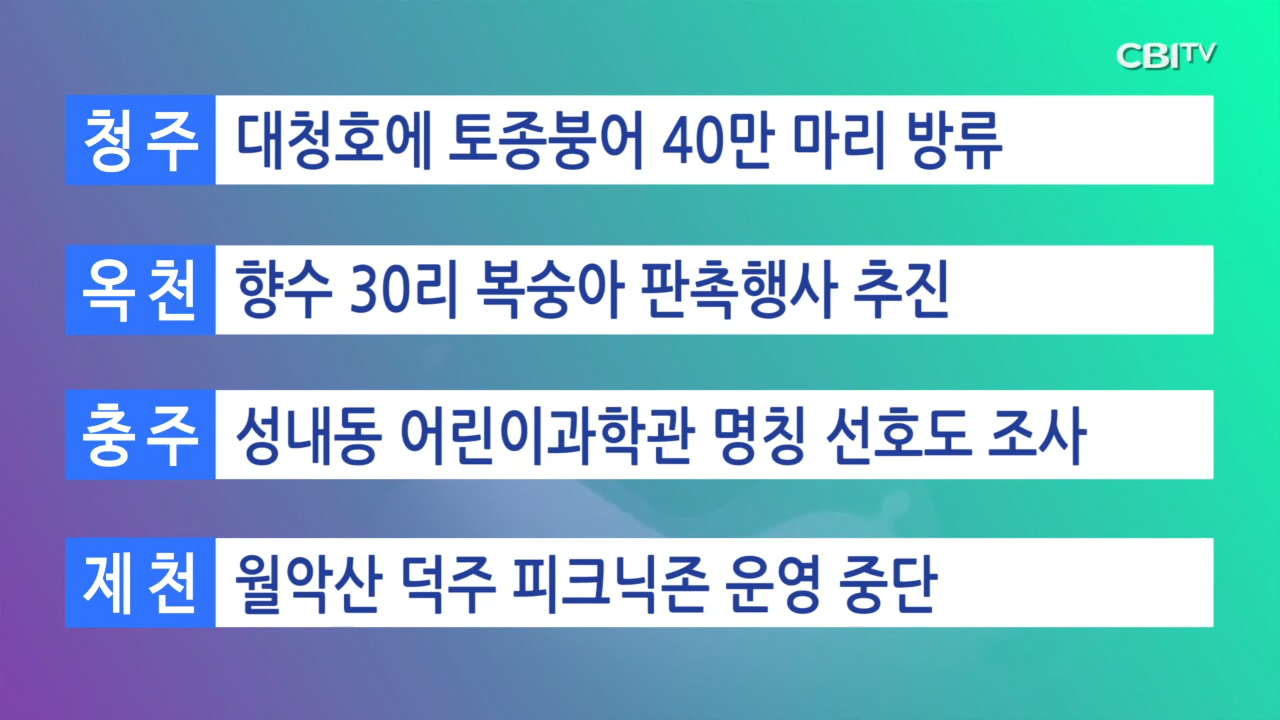 CBITV
청주 대청호에 토종붕어 40만 마리 방류
옥천 향수 30리 복숭아 판촉행사 추진
충주 성내동 어린이과학관 명칭 선호도 조사
제천 월악산 덕주 피크닉존 운영 중단